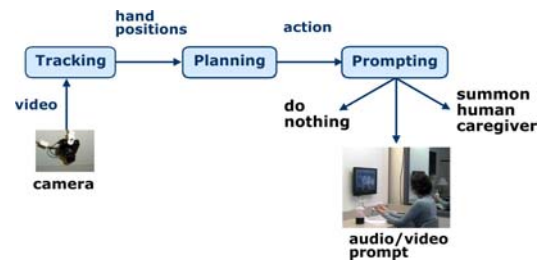 hand
positions
action
Tracking
Planning
Prompting
video
do
nothing
summon
human
caregiver
camera
audio/video
prompt